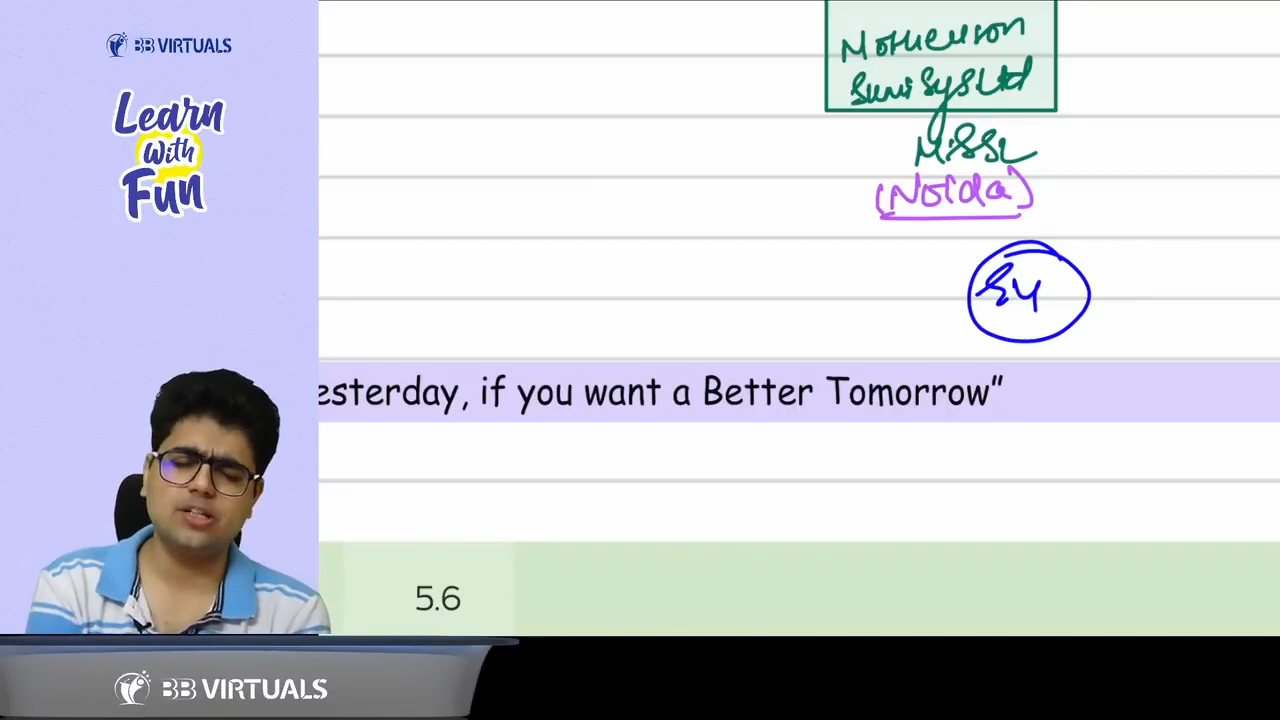 BB VIRTUALS
Learn
With
Fun
Motherson
Sumi Sys Ltd
MSSL
(Noida)
EY
esterday, if you want a Better Tomorrow”
5.6
BB VIRTUALS